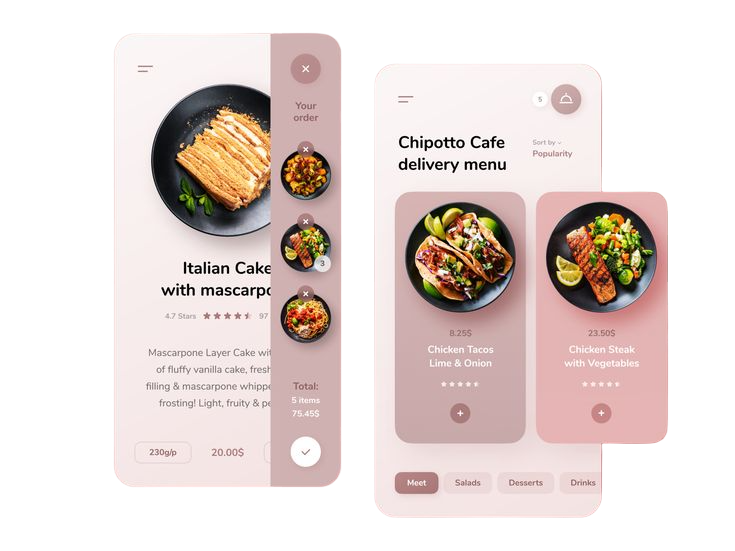 Your
order
3
Italian Cake
with mascarpo
4.7 Stars
97
Mascarpone Layer Cake wit
of fluffy vanilla cake, fresh
filling & mascarpone whippe
frosting! Light, fruity & pe
Total:
5 items
75.45$
230g/p
20.00$
5
Chipotto Cafe
delivery menu
Sort by
Popularity
8.25$
Chicken Tacos
Lime & Onion
23.50$
Chicken Steak
with Vegetables
Meet
Salads
Desserts
Drinks